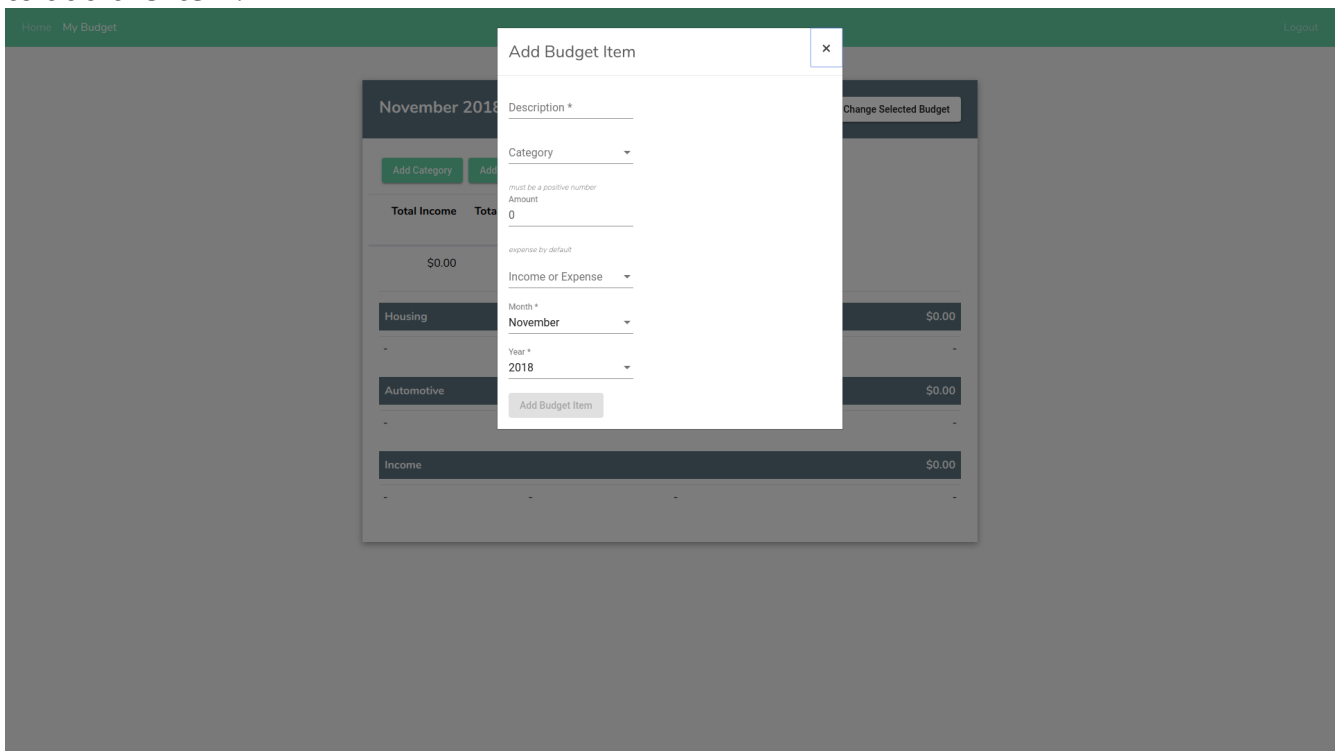 Home My Budget Logout
Add Budget Item ×
November 2018 Change Selected Budget
Description *
Category
Add Category Add
must be a positive number
Amount
0
Total Income Tota
expense by default
$0.00
Income or Expense
Month *
November
Housing $0.00
- -
Year *
2018
Automotive $0.00
Add Budget Item
- -
Income $0.00
- - - -